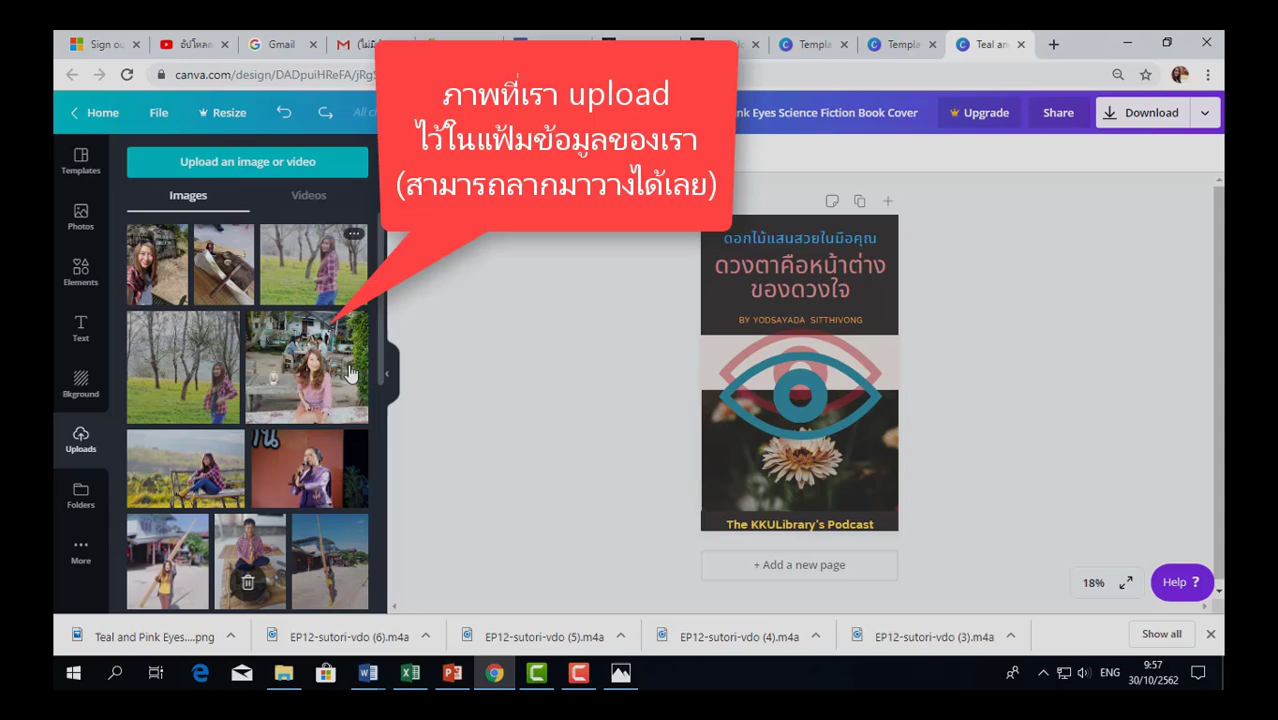 Sign ou
อัปโหลด
Gmail
(ไม่มี
Templa
Templa
Teal an
canva.com/design/DADpuiHReFA/jRgS
ภาพที่เรา upload
ไว้ในแฟ้มข้อมูลของเรา
(สามารถลากมาวางได้เลย)
Home
File
Resize
nk Eyes Science Fiction Book Cover
Upgrade
Share
Download
Templates
Photos
Elements
Text
Bkground
Uploads
Folders
More
Upload an image or video
Images
Videos
ดอกไม้แสนสวยในมือคุณ
ดวงตาคือหน้าต่าง
ของดวงใจ
BY YODSAYADA SITTHIVONG
The KKULibrary's Podcast
+ Add a new page
18%
Help ?
Teal and Pink Eyes....png
EP12-sutori-vdo (6).m4a
EP12-sutori-vdo (5).m4a
EP12-sutori-vdo (4).m4a
EP12-sutori-vdo (3).m4a
Show all
ENG
9:57
30/10/2562